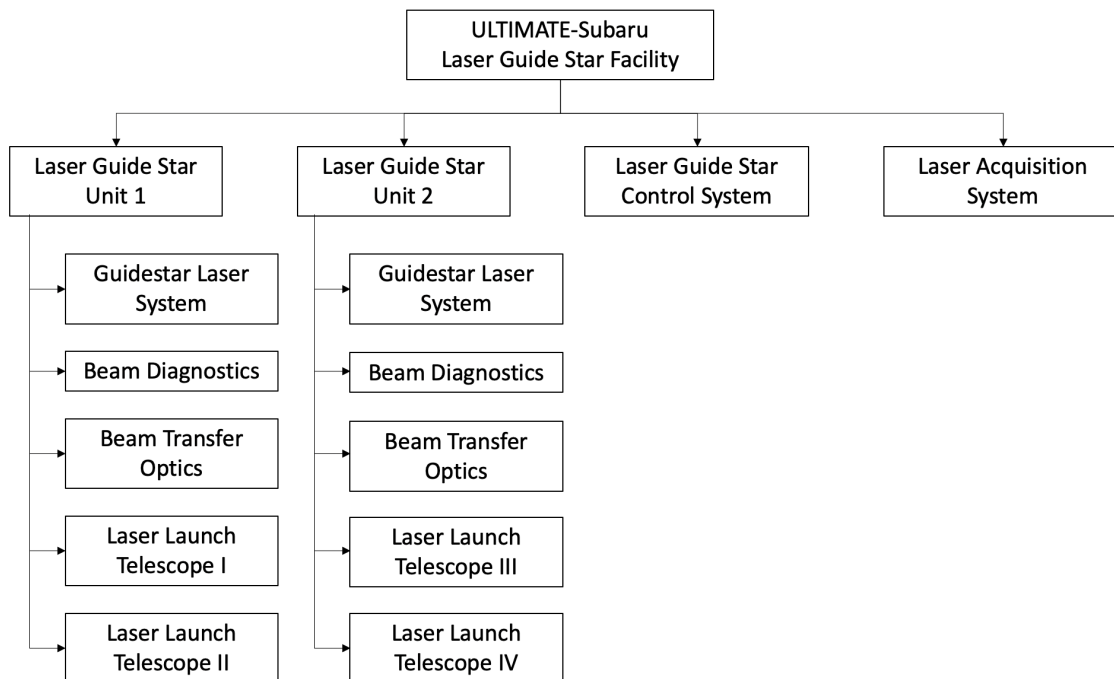 ULTIMATE-Subaru
Laser Guide Star Facility
Laser Guide Star
Unit 1
Laser Guide Star
Unit 2
Laser Guide Star
Control System
Laser Acquisition
System
Guidestar Laser
System
Beam Diagnostics
Beam Transfer
Optics
Laser Launch
Telescope I
Laser Launch
Telescope II
Guidestar Laser
System
Beam Diagnostics
Beam Transfer
Optics
Laser Launch
Telescope III
Laser Launch
Telescope IV